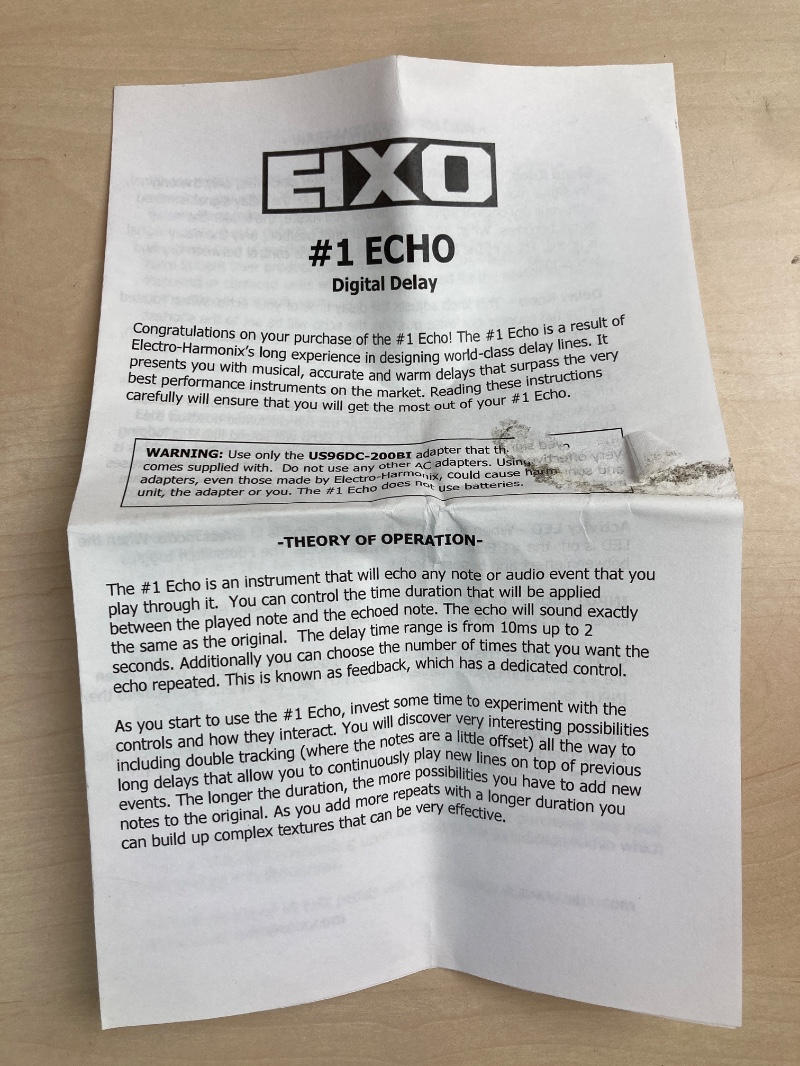 EHXO
#1 ECHO
Digital Delay
Congratulations on your purchase of the #1 Echo! The #1 Echo is a result of
Electro-Harmonix's long experience in designing world-class delay lines. It
presents you with musical, accurate and warm delays that surpass the very
best performance instruments on the market. Reading these instructions
carefully will ensure that you will get the most out of your #1 Echo.
WARNING: Use only the US96DC-200BI adapter that
comes supplied with. Do not use any other AC adapters. Using
adapters, even those made by Electro-Harmonix, could cause harm
unit, the adapter or you. The #1 Echo does not use batteries.
-THEORY OF OPERATION-
The #1 Echo is an instrument that will echo any note or audio event that you
play through it. You can control the time duration that will be applied
between the played note and the echoed note. The echo will sound exactly
the same as the original. The delay time range is from 10ms up to 2
seconds. Additionally you can choose the number of times that you want the
echo repeated. This is known as feedback, which has a dedicated control.
As you start to use the #1 Echo, invest some time to experiment with the
controls and how they interact. You will discover very interesting possibilities
including double tracking (where the notes are a little offset) all the way to
long delays that allow you to continuously play new lines on top of previous
events. The longer the duration, the more possibilities you have to add new
notes to the original. As you add more repeats with a longer duration you
can build up complex textures that can be very effective.